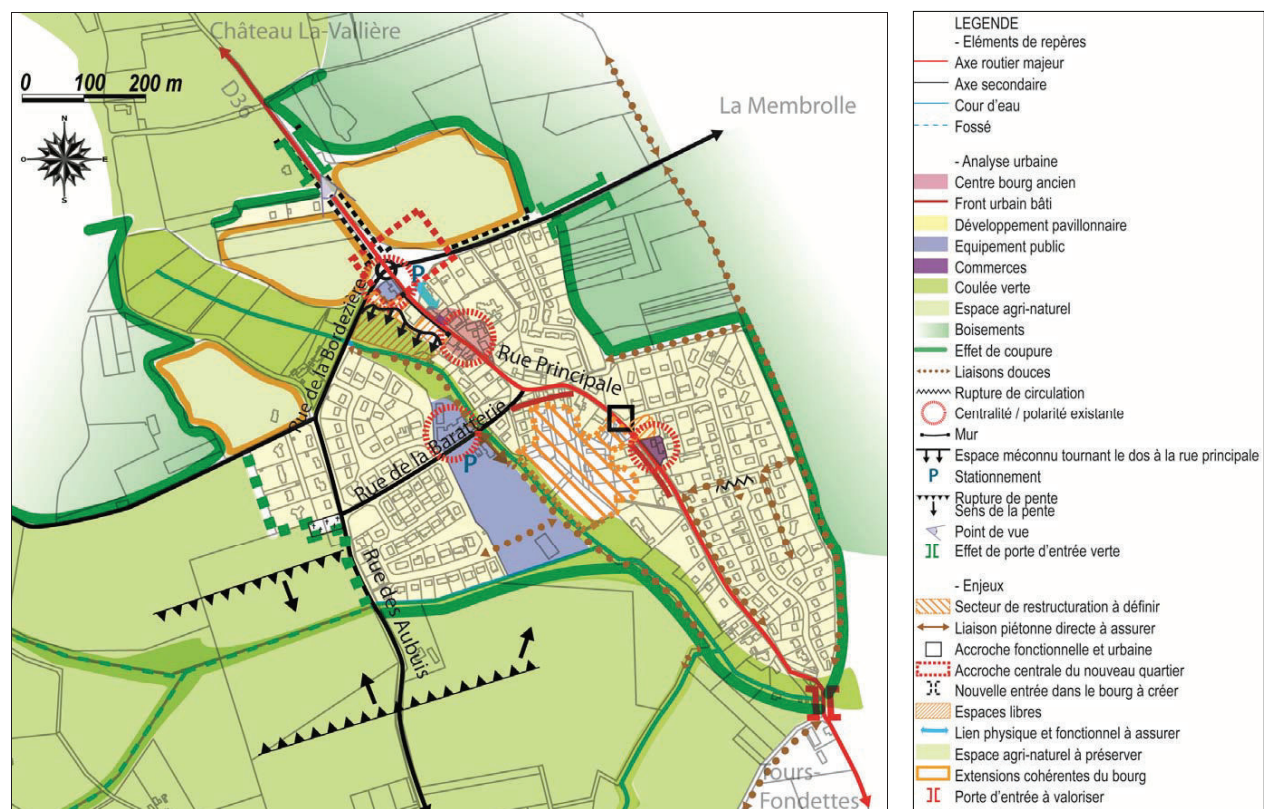 Château La-Vallière
0 100 200 m
D36
N
O
E
S
La Membrolle
P
Rue de la Bordezière
Rue Principale
Rue de la Baratterie
P
Rue des Aubuis
Tours-
Fondettes
LEGENDE
- Eléments de repères
Axe routier majeur
Axe secondaire
Cour d'eau
Fossé
- Analyse urbaine
Centre bourg ancien
Front urbain bâti
Développement pavillonnaire
Equipement public
Commerces
Coulée verte
Espace agri-naturel
Boisements
Effet de coupure
Liaisons douces
Rupture de circulation
Centralité / polarité existante
Mur
Espace méconnu tournant le dos à la rue principale
P Stationnement
Rupture de pente
Sens de la pente
Point de vue
Effet de porte d'entrée verte
- Enjeux
Secteur de restructuration à définir
Liaison piétonne directe à assurer
Accroche fonctionnelle et urbaine
Accroche centrale du nouveau quartier
Nouvelle entrée dans le bourg à créer
Espaces libres
Lien physique et fonctionnel à assurer
Espace agri-naturel à préserver
Extensions cohérentes du bourg
Porte d'entrée à valoriser